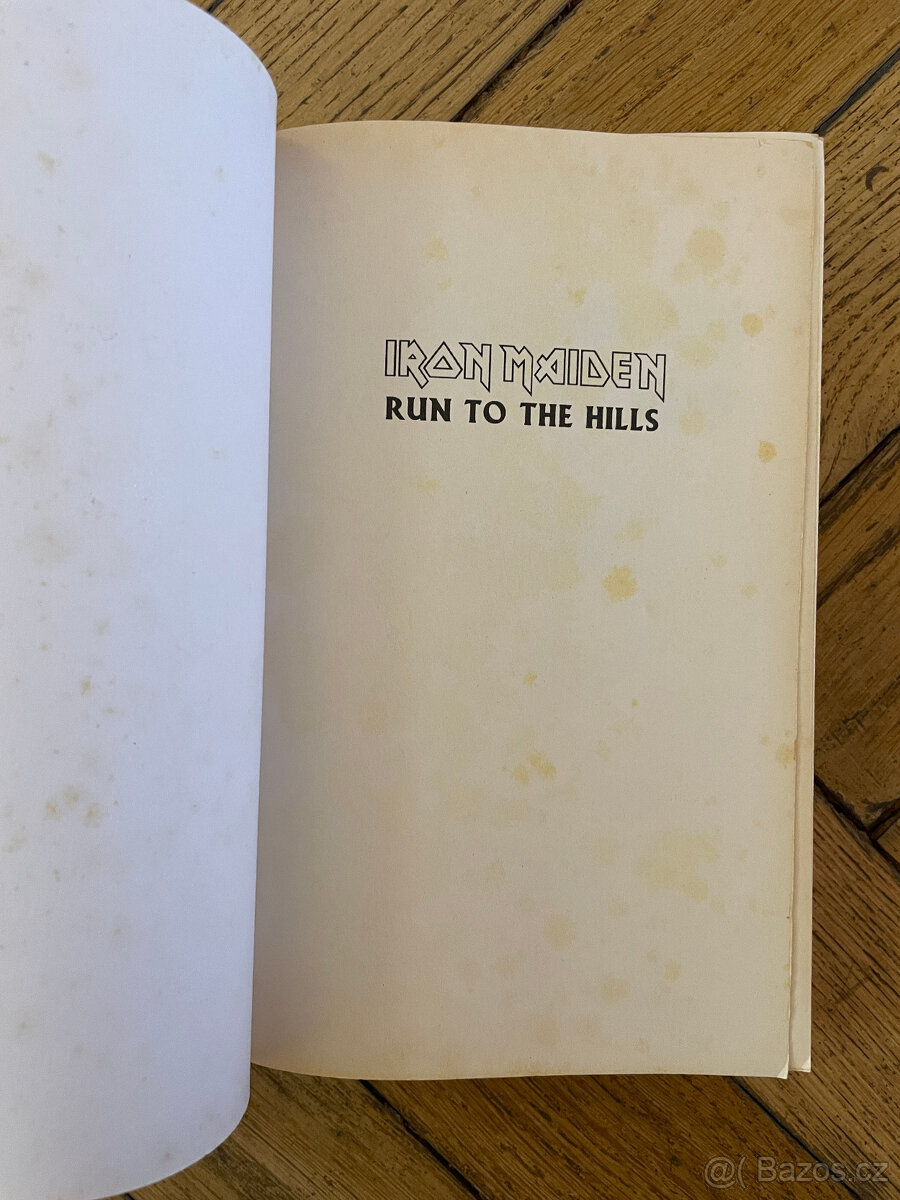 IRON MAIDEN
RUN TO THE HILLS
@( Bazos.cz